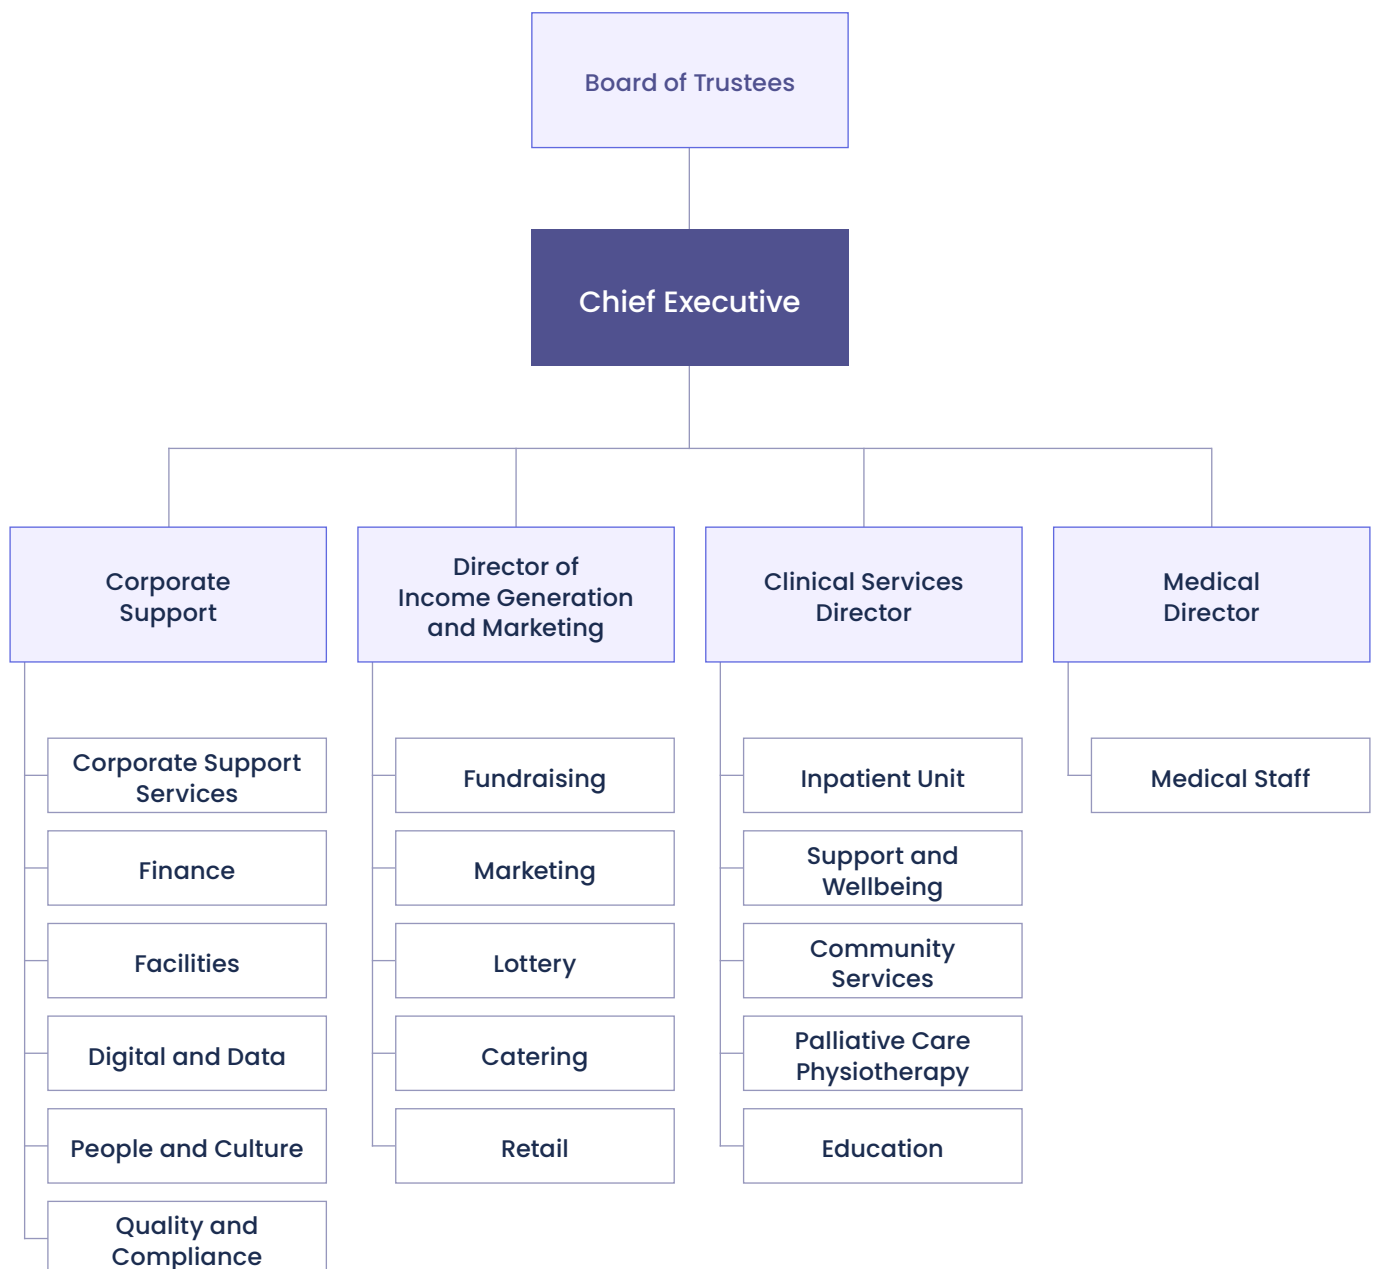 Board of Trustees
Chief Executive
Corporate
Support
Director of
Income Generation
and Marketing
Clinical Services
Director
Medical
Director
Corporate Support
Services
Finance
Facilities
Digital and Data
People and Culture
Quality and
Compliance
Fundraising
Marketing
Lottery
Catering
Retail
Inpatient Unit
Support and
Wellbeing
Community
Services
Palliative Care
Physiotherapy
Education
Medical Staff